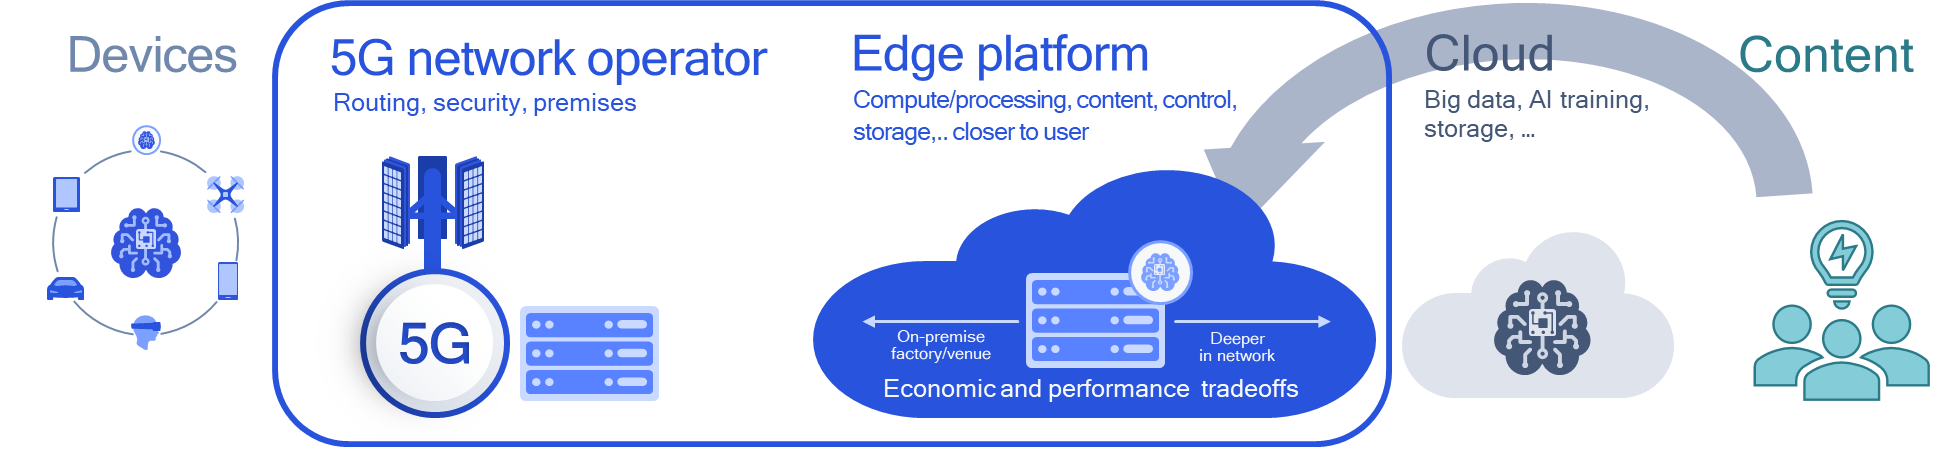 Devices
5G network operator
Routing, security, premises
5G
Edge platform
Compute/processing, content, control,
storage,.. closer to user
On-premise
factory/venue
Deeper
in network
Economic and performance tradeoffs
Cloud
Big data, AI training,
storage, ...
Content